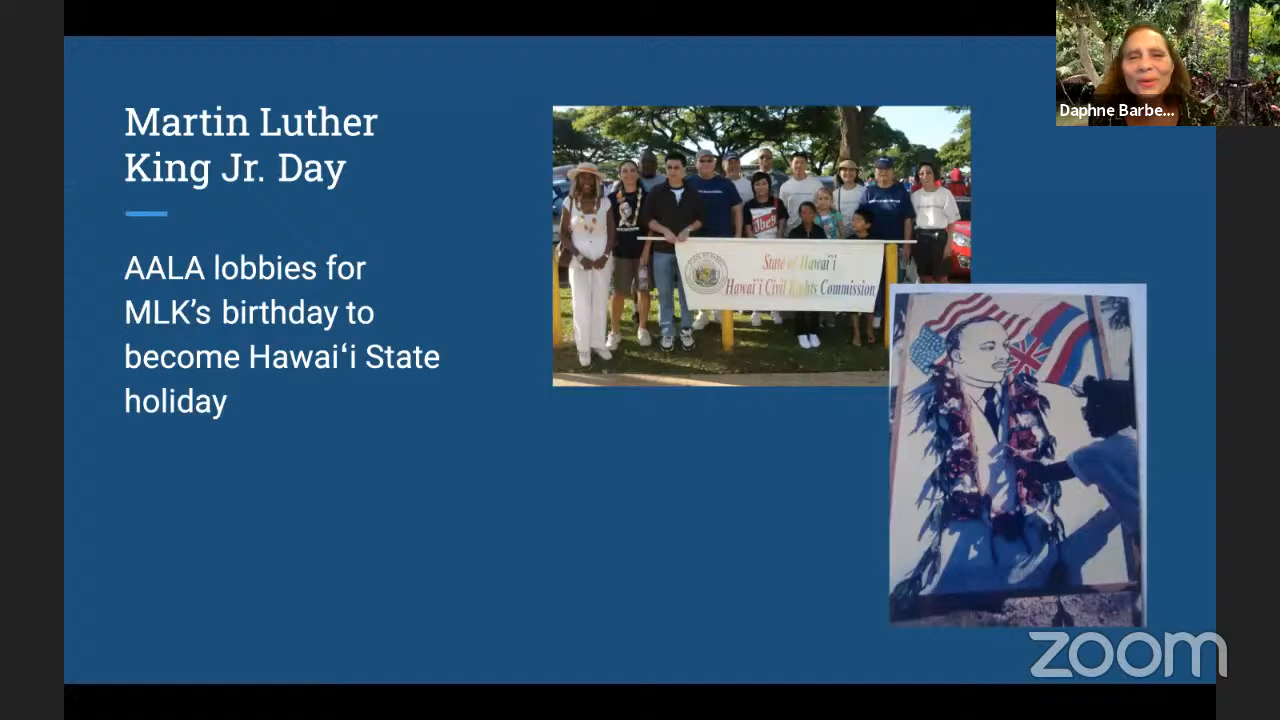 Martin Luther
King Jr. Day
AALA lobbies for
MLK’s birthday to
become Hawaiʻi State
holiday
State of Hawaiʻi
Hawaiʻi Civil Rights Commission
Obey
Daphne Barbe...
zoom